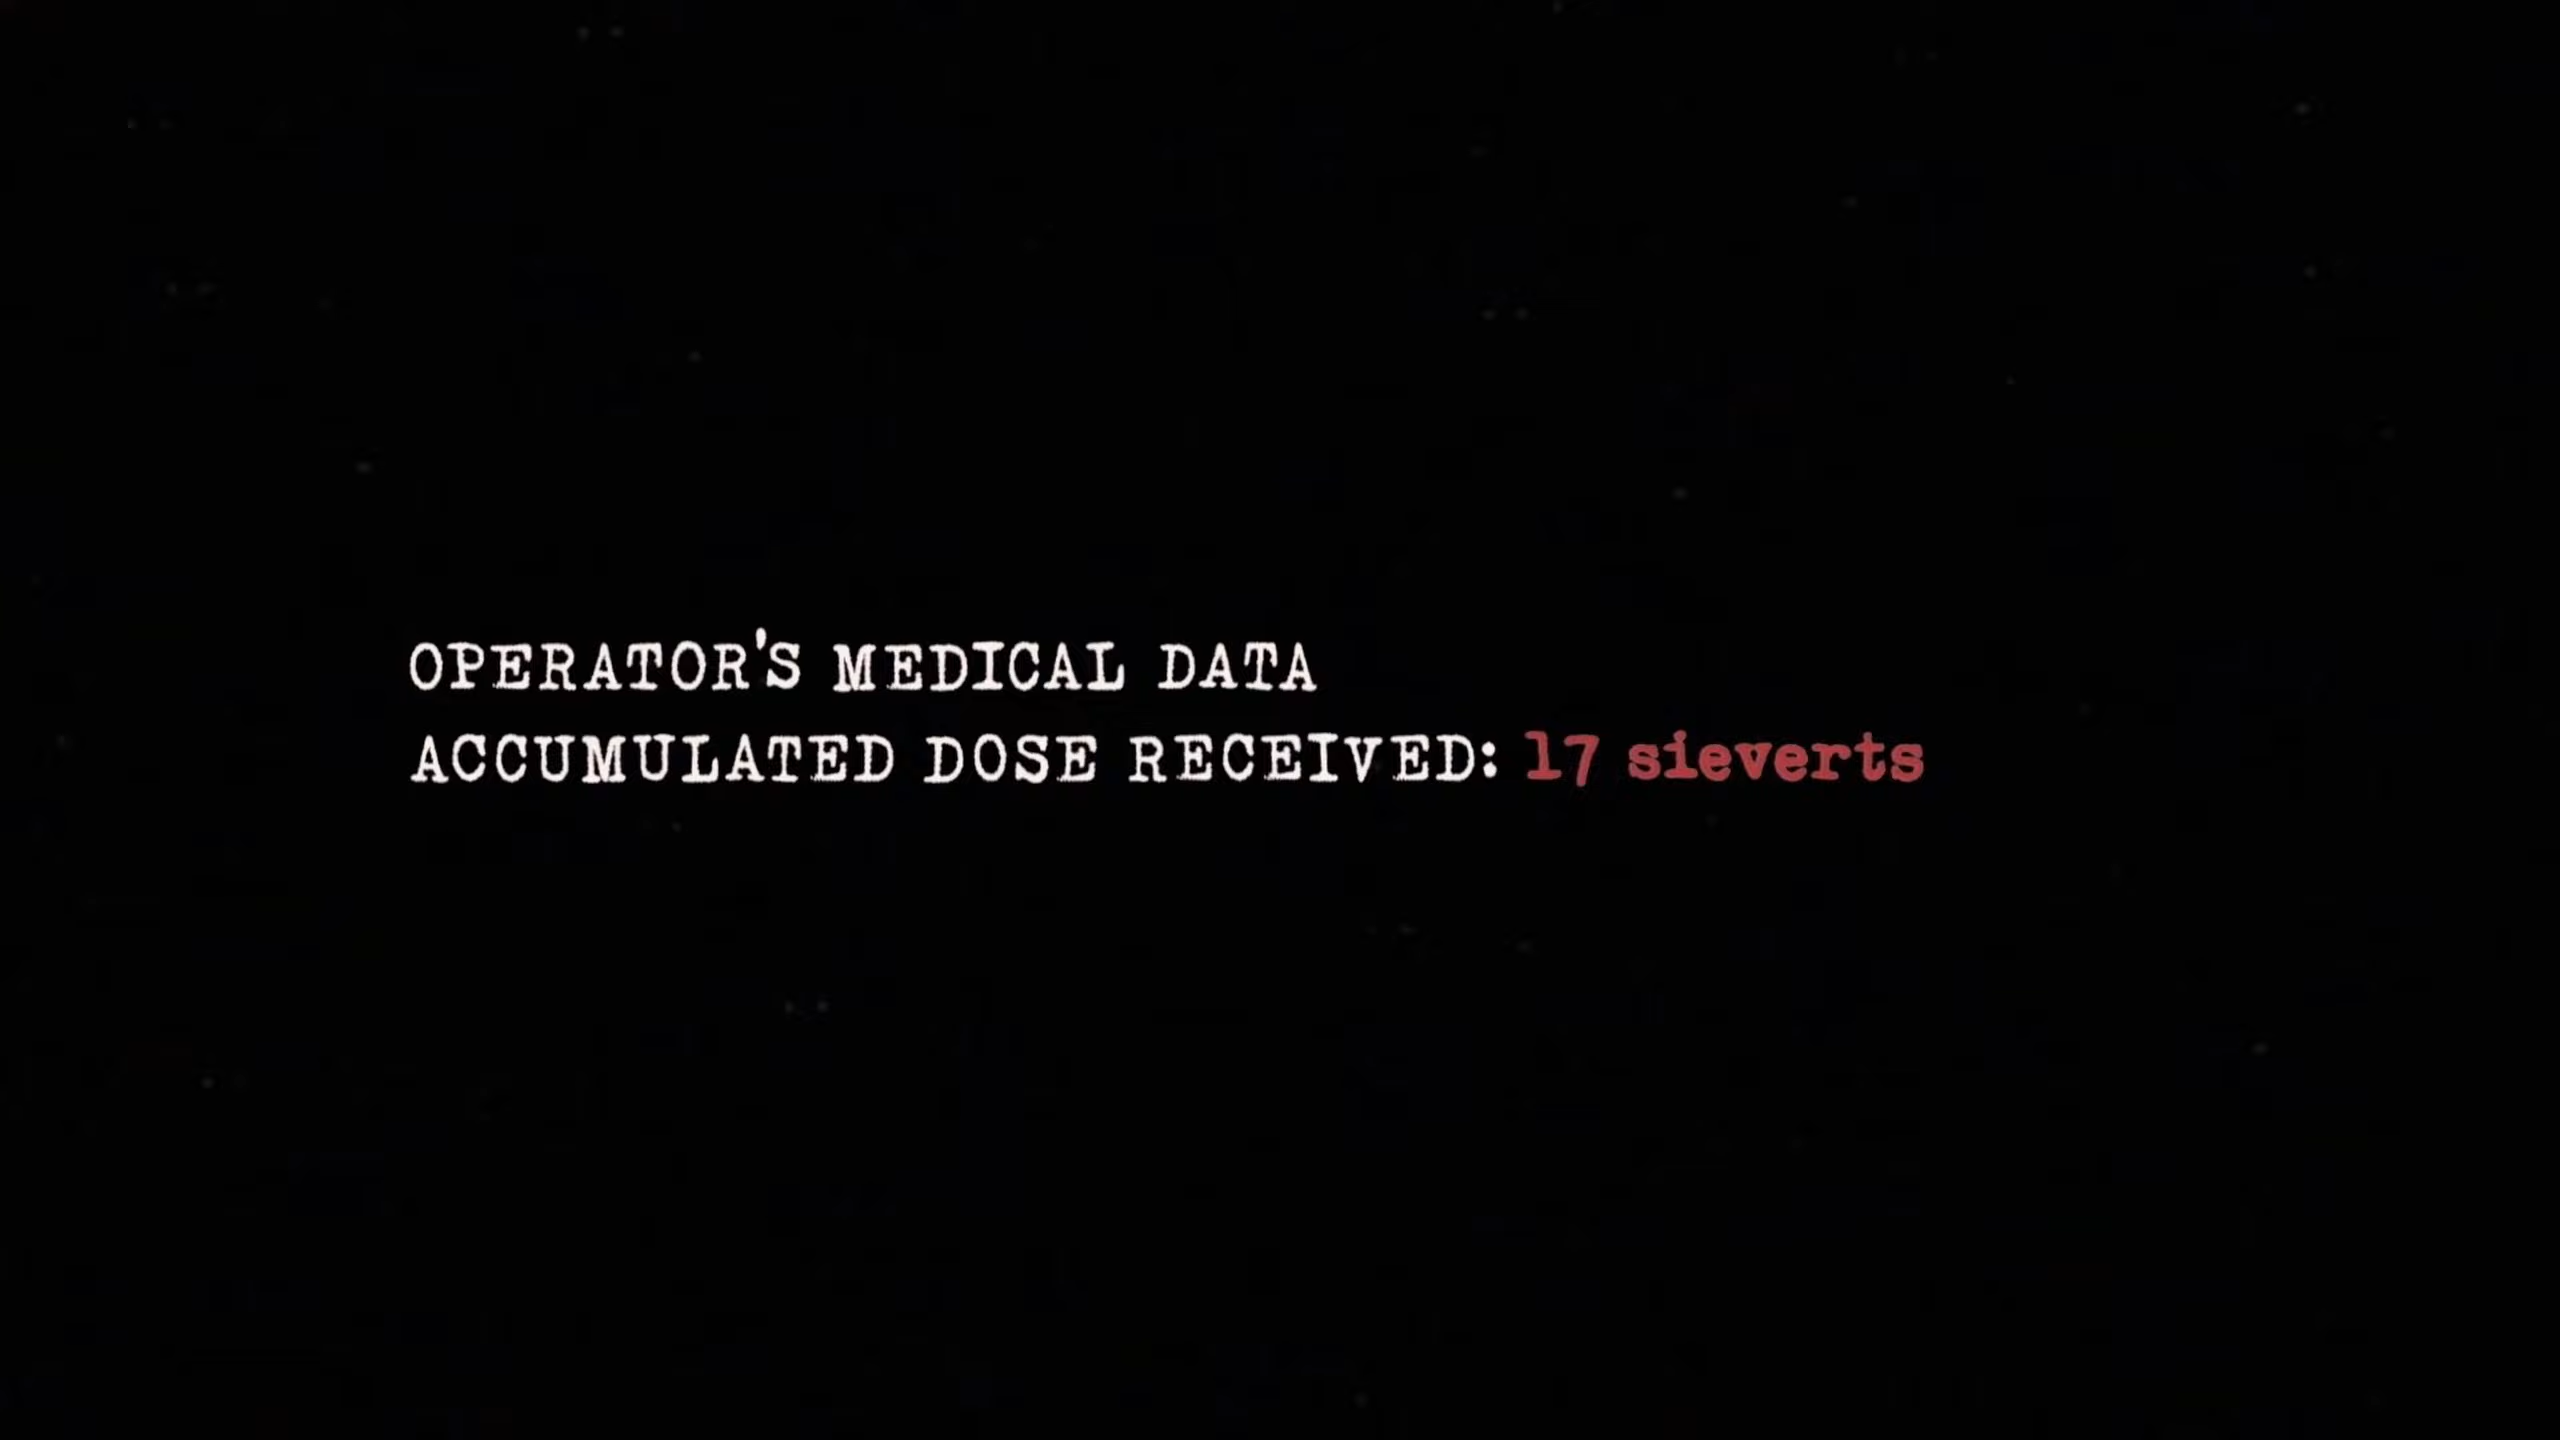 OPERATOR'S MEDICAL DATA
ACCUMULATED DOSE RECEIVED: 17 sieverts